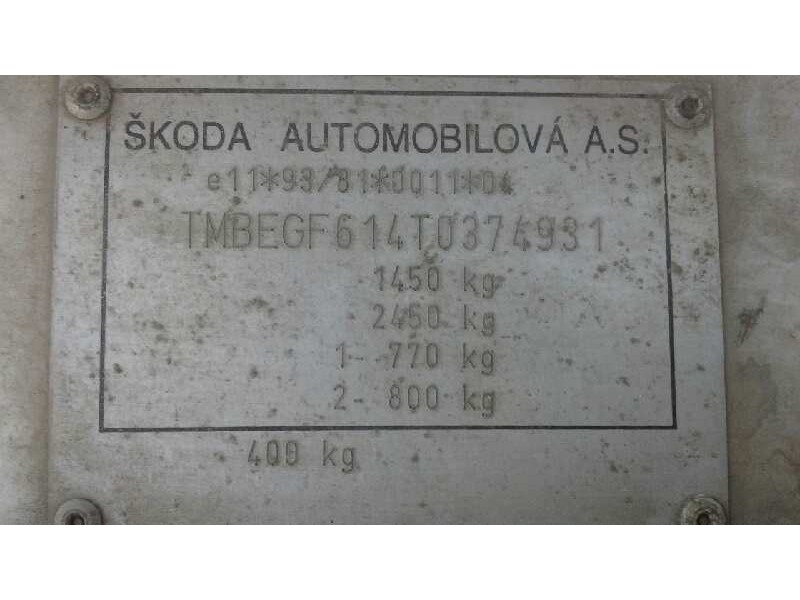 ŠKODA AUTOMOBILOVÁ A.S.
e11*93/81*0011*04
TMBEGF614T0374931
1450 kg
2450 kg
1- 770 kg
2- 800 kg
400 kg